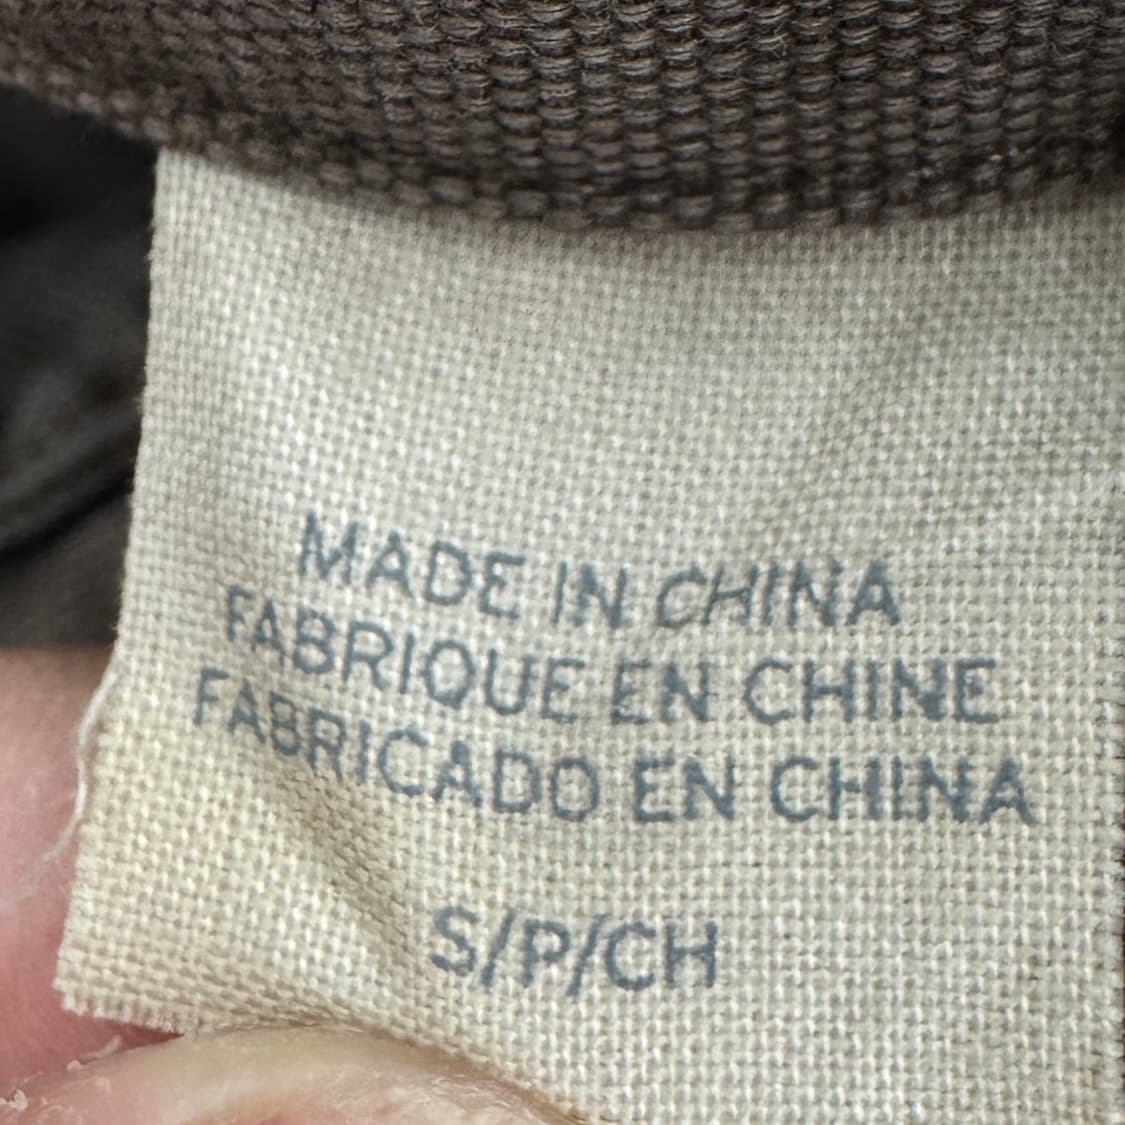 MADE IN CHINA
FABRIQUE EN CHINE
FABRICADO EN CHINA
S/P/CH